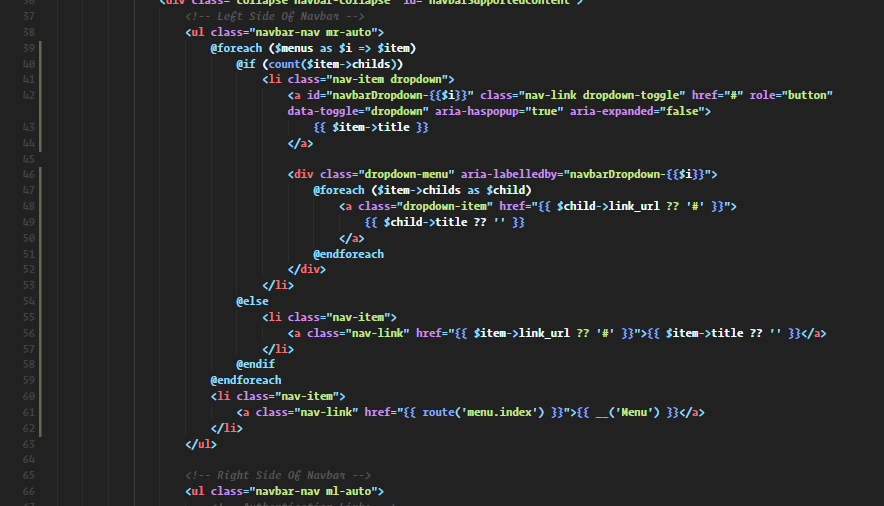 36 <div class="collapse navbar-collapse" id="navbarSupportedContent">
37 <!-- Left Side Of Navbar -->
38 <ul class="navbar-nav mr-auto">
39 @foreach ($menus as $i => $item)
40 @if (count($item->childs))
41 <li class="nav-item dropdown">
42 <a id="navbarDropdown-{{$i}}" class="nav-link dropdown-toggle" href="#" role="button"
data-toggle="dropdown" aria-haspopup="true" aria-expanded="false">
43 {{ $item->title }}
44 </a>
45
46 <div class="dropdown-menu" aria-labelledby="navbarDropdown-{{$i}}">
47 @foreach ($item->childs as $child)
48 <a class="dropdown-item" href="{{ $child->link_url ?? '#' }}">
49 {{ $child->title ?? '' }}
50 </a>
51 @endforeach
52 </div>
53 </li>
54 @else
55 <li class="nav-item">
56 <a class="nav-link" href="{{ $item->link_url ?? '#' }}">{{ $item->title ?? '' }}</a>
57 </li>
58 @endif
59 @endforeach
60 <li class="nav-item">
61 <a class="nav-link" href="{{ route('menu.index') }}">{{ __('Menu') }}</a>
62 </li>
63 </ul>
64
65 <!-- Right Side Of Navbar -->
66 <ul class="navbar-nav ml-auto">
67 <!-- Authentication Links -->